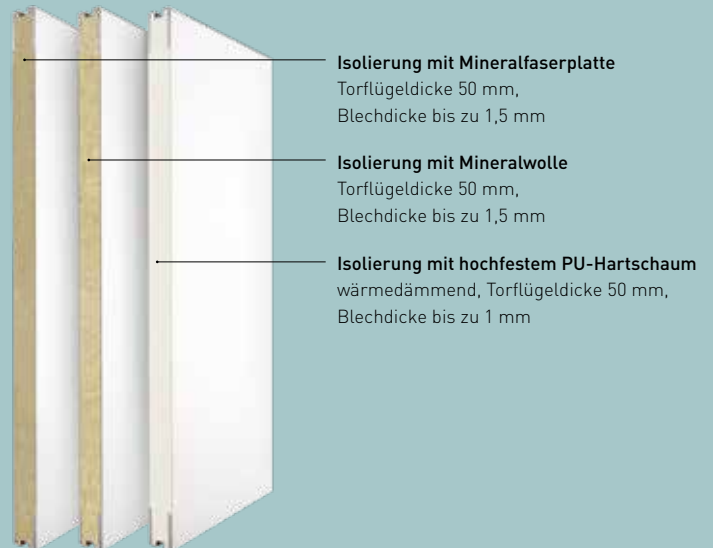 Isolierung mit Mineralfaserplatte
Torflügeldicke 50 mm,
Blechdicke bis zu 1,5 mm
Isolierung mit Mineralwolle
Torflügeldicke 50 mm,
Blechdicke bis zu 1,5 mm
Isolierung mit hochfestem PU-Hartschaum
wärmedämmend, Torflügeldicke 50 mm,
Blechdicke bis zu 1 mm